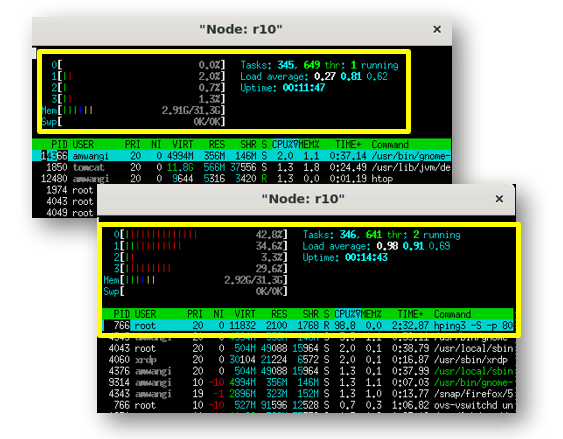 "Node: r10" ×
0[ 0.0%] Tasks: 345, 649 thr; 1 running
1[|| 2.0%] Load average: 0.27 0.81 0.62
2[| 0.7%] Uptime: 00:11:47
3[|| 1.3%]
Mem[|||||| 2.91G/31.3G]
Swp[ 0K/0K]
PID USER PRI NI VIRT RES SHR S CPU%▽MEM% TIME+ Command
14366 amwangi 20 0 4994M 356M 146M S 2.0 1.1 0:37.14 /usr/bin/gnome-
1850 tomcat 20 0 11.8G 566M 37556 S 1.3 1.8 0:24.49 /usr/lib/jvm/de
12480 amwangi 20 0 9644 5316 3420 R 1.3 0.0 0:01.19 htop
1974 root
4043 root
4049 root
"Node: r10" ×
0[||||||||||||||| 42.8%] Tasks: 346, 641 thr; 2 running
1[|||||||||||| 34.6%] Load average: 0.98 0.91 0.69
2[|| 3.3%] Uptime: 00:14:43
3[|||||||||| 29.6%]
Mem[|||||| 2.92G/31.3G]
Swp[ 0K/0K]
PID USER PRI NI VIRT RES SHR S CPU%▽MEM% TIME+ Command
766 root 20 0 11832 2100 1768 R 98.8 0.0 2:32.87 hping3 -S -p 80
4043 root 20 0 504M 49088 15964 S 2.0 0.1 0:38.79 /usr/local/sbin
4060 xrdp 20 0 30104 21224 6572 S 2.0 0.1 0:16.87 /usr/sbin/xrdp
4376 amwangi 20 0 504M 49088 15964 S 1.3 0.1 0:37.99 /usr/local/sbin
9314 amwangi 10 -10 4994M 356M 146M S 1.3 1.1 0:07.03 /usr/bin/gnome-
4343 amwangi 19 -1 2896M 323M 152M S 1.3 1.0 0:13.77 /snap/firefox/5
766 root 10 -10 527M 91596 12528 S 0.7 0.3 1:06.82 ovs-vswitchd un